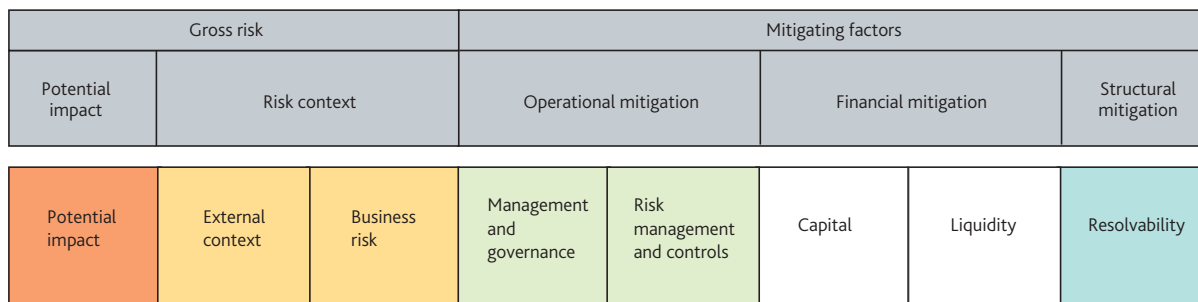 Gross risk
Mitigating factors
Potential
impact
Risk context
Operational mitigation
Financial mitigation
Structural
mitigation
Potential
impact
External
context
Business
risk
Management
and
governance
Risk
management
and controls
Capital
Liquidity
Resolvability